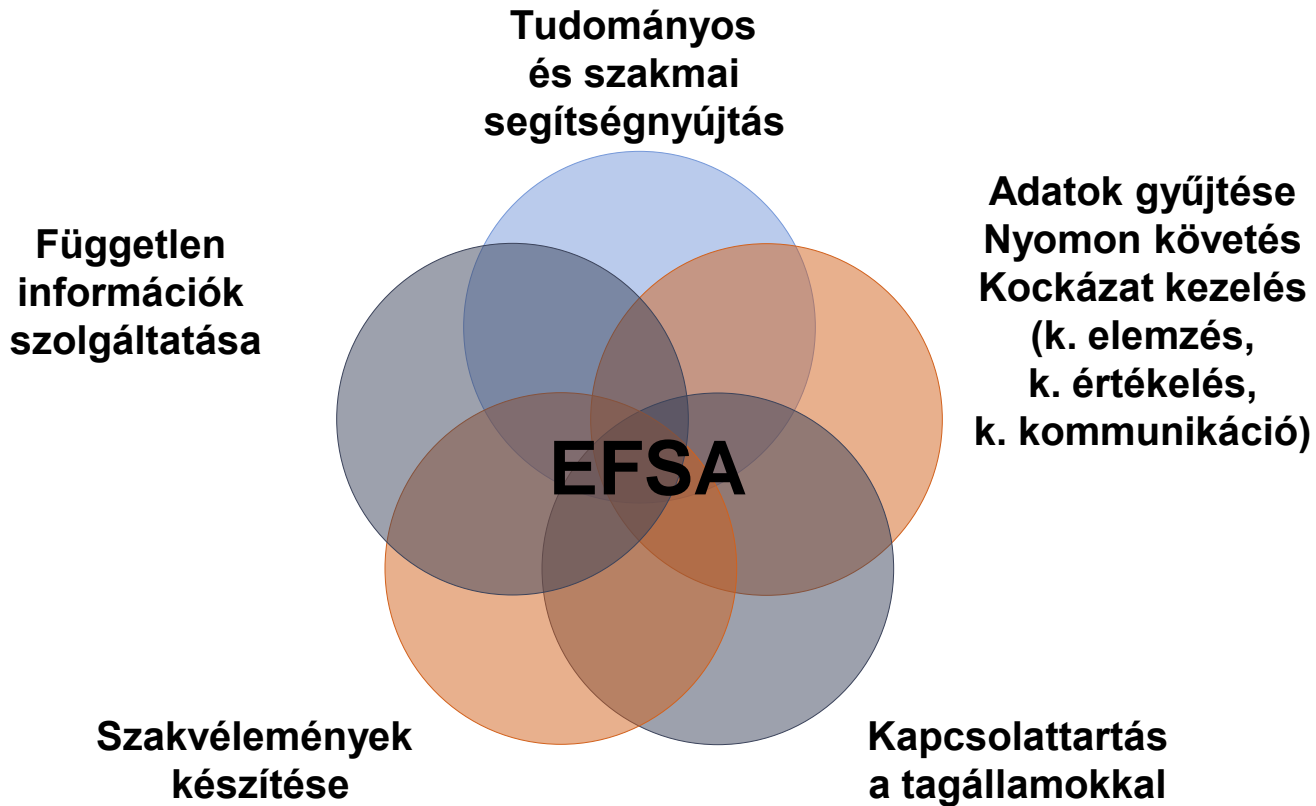 Tudományos
és szakmai
segítségnyújtás
Adatok gyűjtése
Nyomon követés
Kockázat kezelés
(k. elemzés,
k. értékelés,
k. kommunikáció)
Független
információk
szolgáltatása
EFSA
Szakvélemények
készítése
Kapcsolattartás
a tagállamokkal